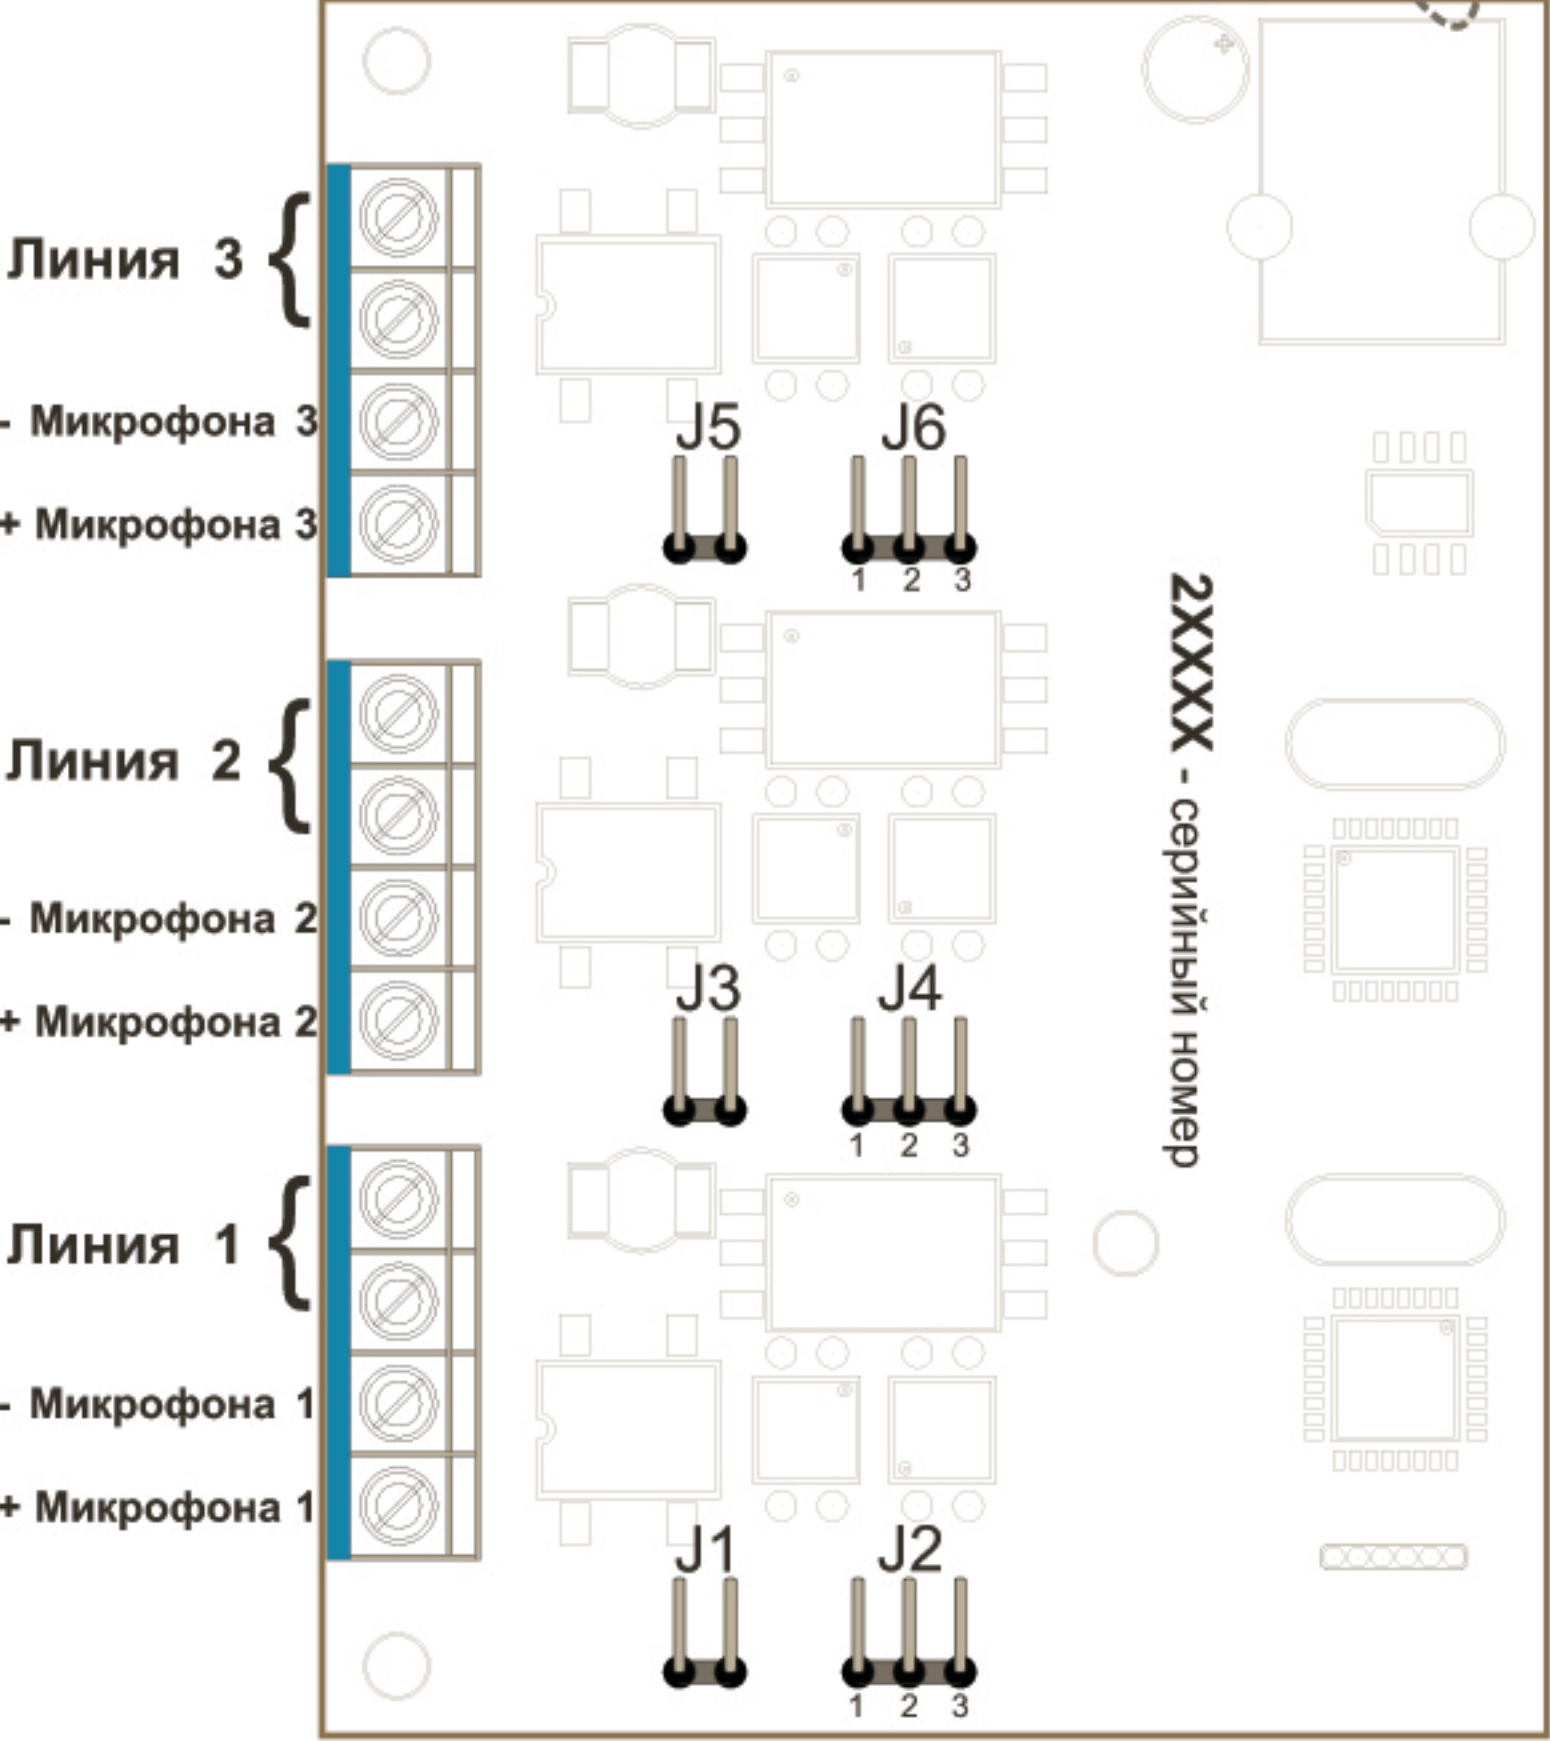 Линия 3
- Микрофона 3
+ Микрофона 3
J5
J6
1 2 3
Линия 2
- Микрофона 2
+ Микрофона 2
J3
J4
1 2 3
Линия 1
- Микрофона 1
+ Микрофона 1
J1
J2
1 2 3
2XXXX - серийный номер